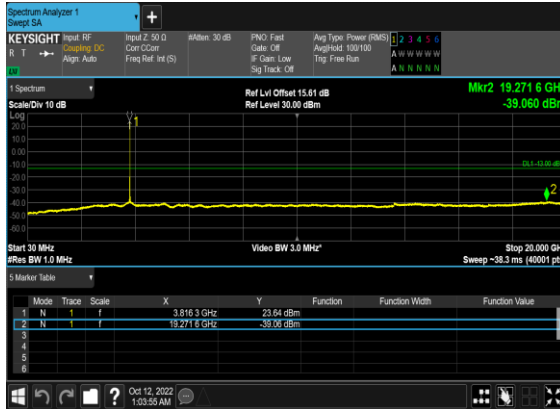 Spectrum Analyzer 1
Swept SA
+
KEYSIGHT Input: RF Input Z: 50 Ω #Atten: 30 dB PNO: Fast Avg Type: Power (RMS) 1 2 3 4 5 6
R T Coupling: DC Corr CCorr Gate: Off Avg|Hold: 100/100 A W W W W W
Align: Auto Freq Ref: Int (S) IF Gain: Low Trig: Free Run
Sig Track: Off A N N N N N
LU
1 Spectrum Ref Lvl Offset 15.61 dB Mkr2 19.271 6 GH
Scale/Div 10 dB Ref Level 30.00 dBm -39.060 dBr
Log
20.0
10.0
0.00
-10.0
DL1 -13.00 dB
-20.0
-30.0
-40.0
-50.0
-60.0
1
2
Start 30 MHz Video BW 3.0 MHz* Stop 20.000 GH
#Res BW 1.0 MHz Sweep ~38.3 ms (40001 pts
5 Marker Table
Mode Trace Scale X Y Function Function Width Function Value
1 N 1 f 3.816 3 GHz 23.64 dBm
2 N 1 f 19.271 6 GHz -39.06 dBm
3
4
5
6
? Oct 12, 2022
1:03:55 AM